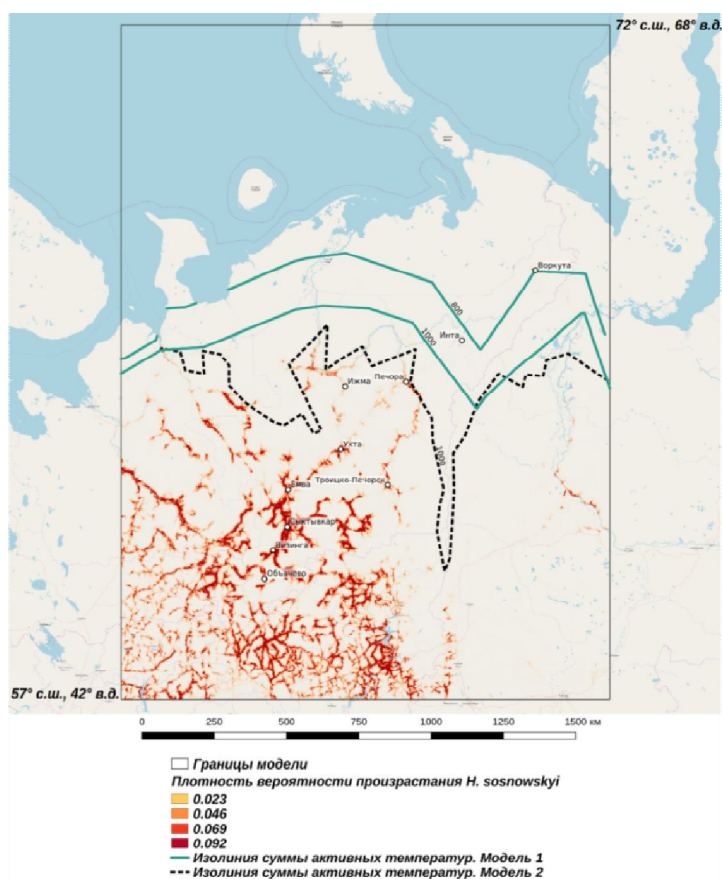 72° с.ш., 68° в.д.
Воркута
800
Инта
1000
Печора
Ижма
Ухта
1000
Троицко-Печорск
Емва
Сыктывкар
Визинга
Объячево
57° с.ш., 42° в.д.
0 250 500 750 1000 1250 1500 км
Границы модели
Плотность вероятности произрастания H. sosnowskyi
0.023
0.046
0.069
0.092
Изолиния суммы активных температур. Модель 1
Изолиния суммы активных температур. Модель 2